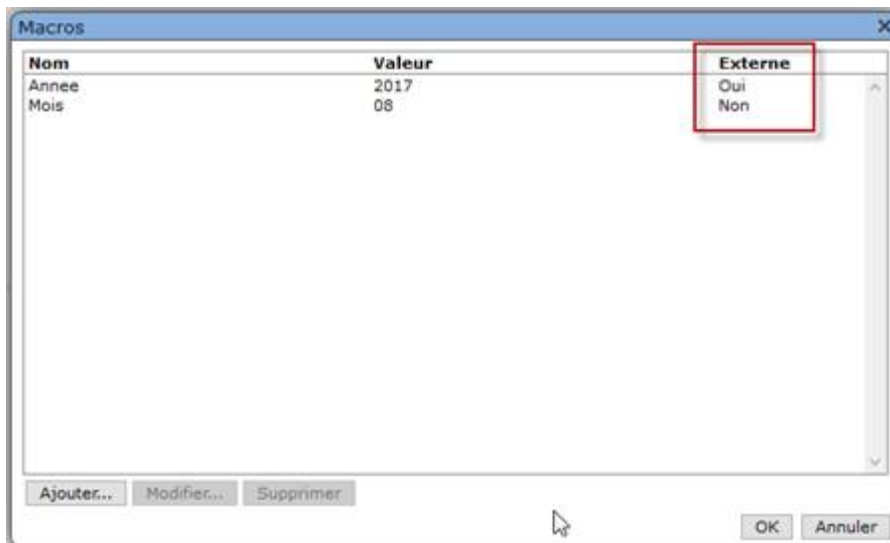 Macros
Nom Valeur Externe
Annee 2017 Oui
Mois 08 Non
Ajouter... Modifier... Supprimer
OK Annuler